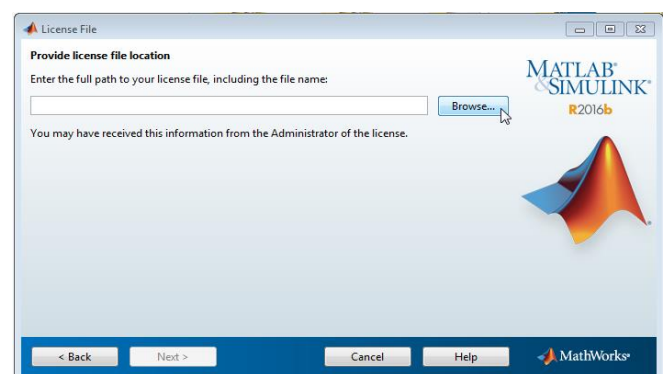 License File
Provide license file location
Enter the full path to your license file, including the file name:
Browse...
You may have received this information from the Administrator of the license.
MATLAB®
&SIMULINK®
R2016b
< Back
Next >
Cancel
Help
MathWorks®